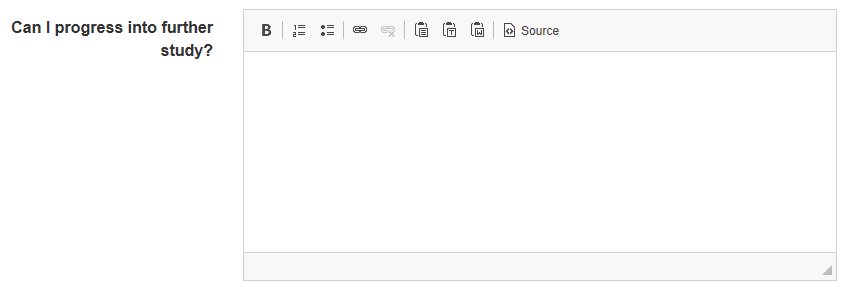 Can I progress into further
study?
B Source